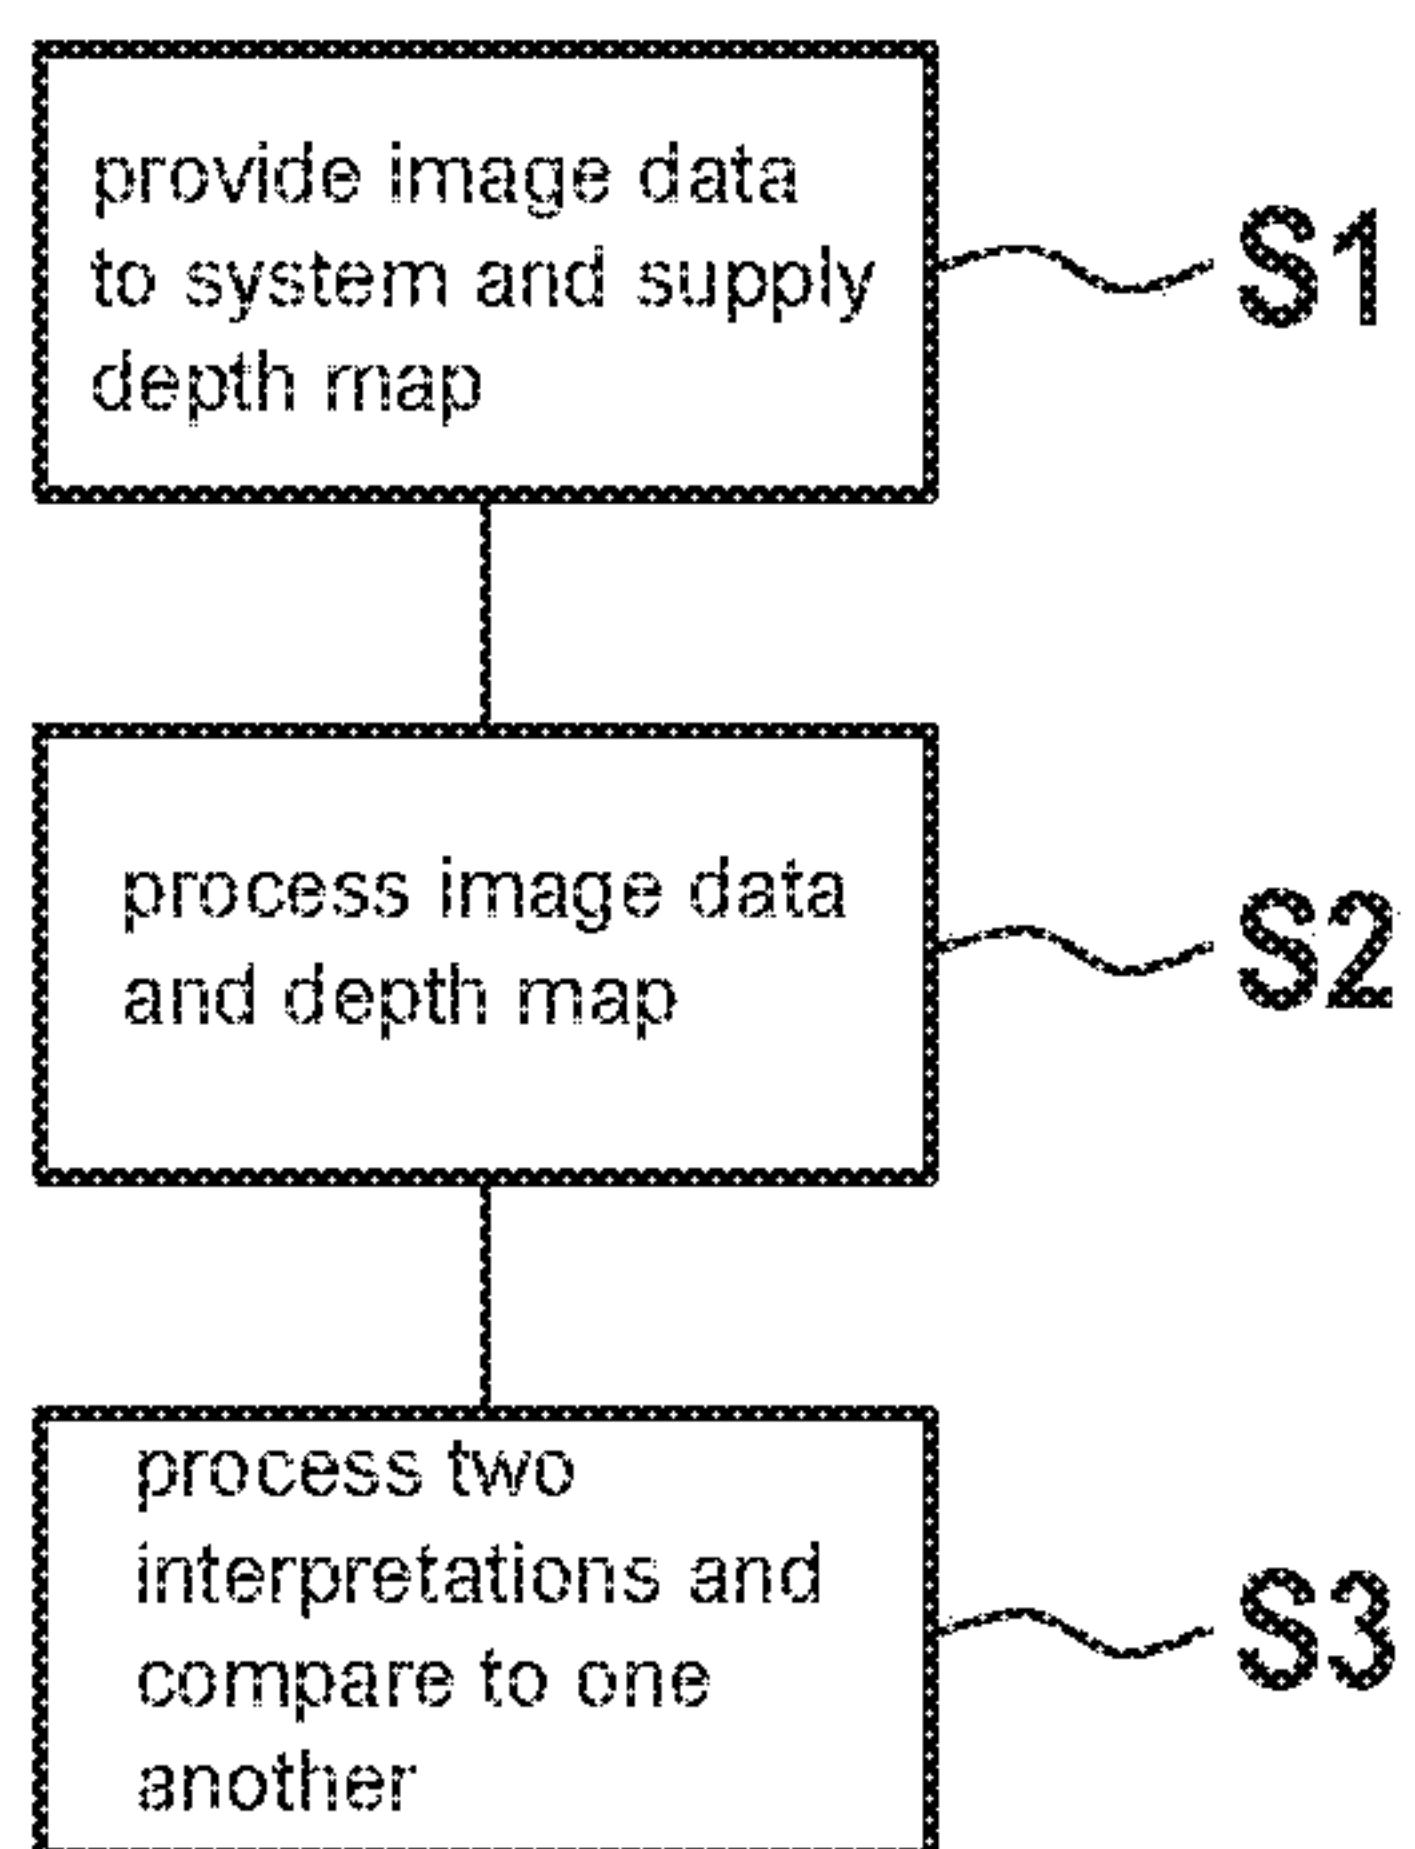 provide image data
to system and supply
depth map
S1
process image data
and depth map
S2
process two
interpretations and
compare to one
another
S3